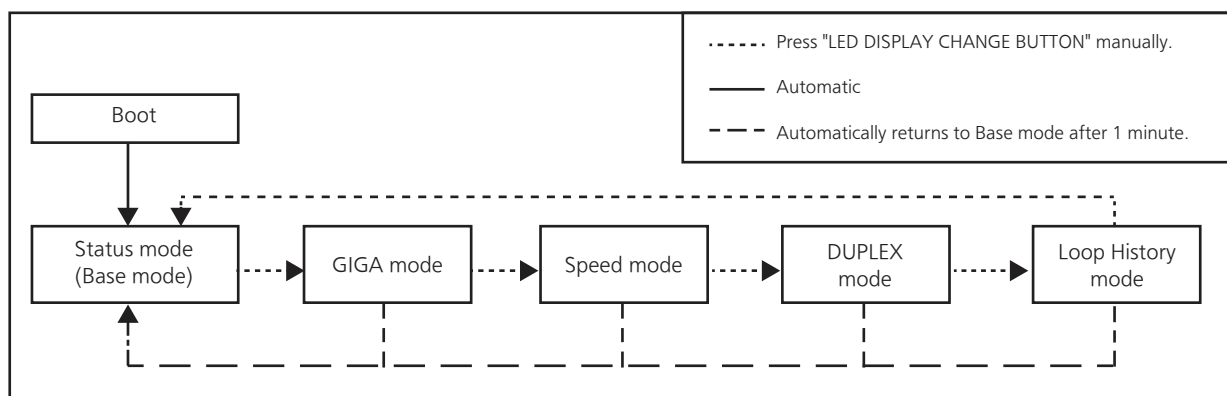 Press "LED DISPLAY CHANGE BUTTON" manually.
Automatic
Automatically returns to Base mode after 1 minute.
Boot
Status mode
(Base mode)
GIGA mode
Speed mode
DUPLEX
mode
Loop History
mode